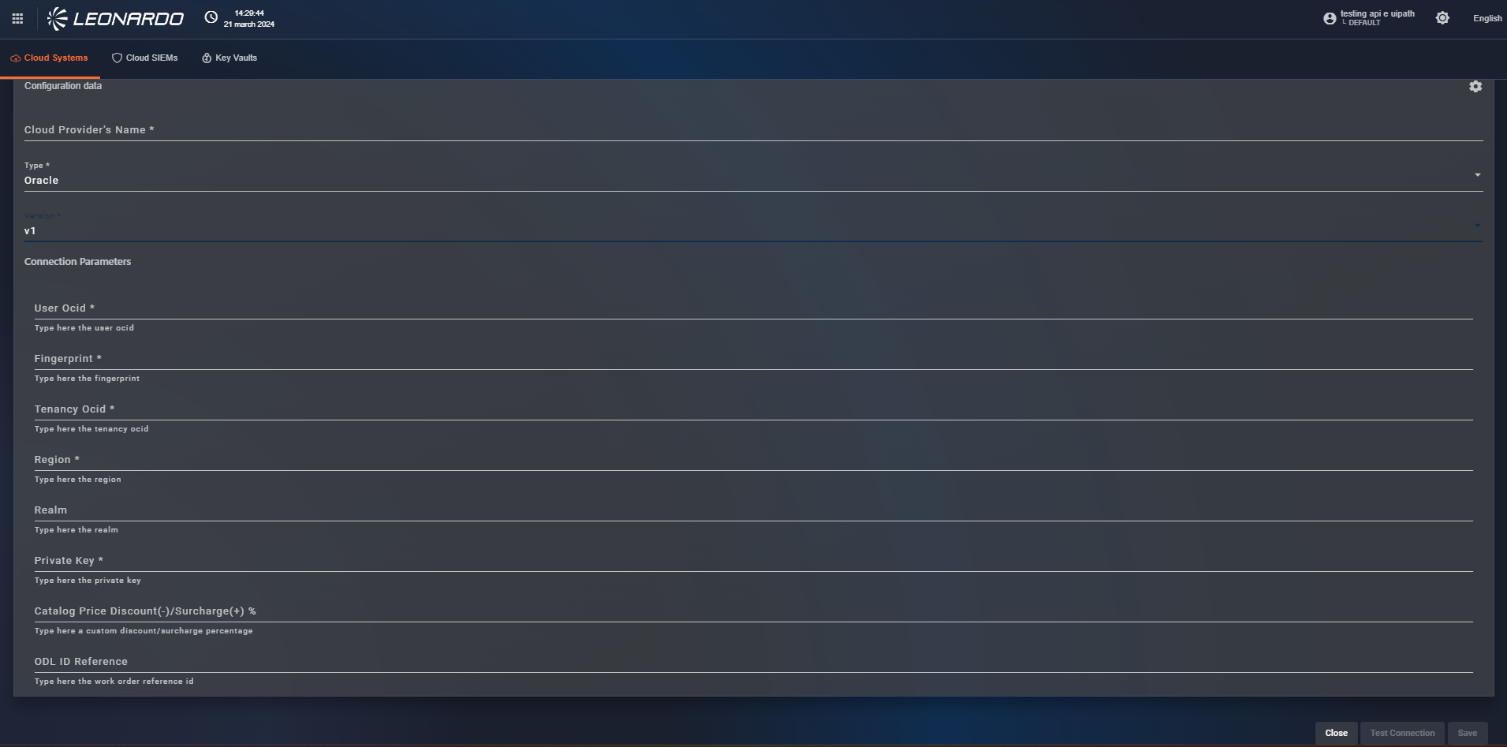 LEONARDO
14:29:44
21 march 2024
testing api e uipath
└ DEFAULT
English
Cloud Systems
Cloud SIEMs
Key Vaults
Configuration data
Cloud Provider's Name *
Type *
Oracle
Version *
v1
Connection Parameters
User Ocid *
Type here the user ocid
Fingerprint *
Type here the fingerprint
Tenancy Ocid *
Type here the tenancy ocid
Region *
Type here the region
Realm
Type here the realm
Private Key *
Type here the private key
Catalog Price Discount(-)/Surcharge(+) %
Type here a custom discount/surcharge percentage
ODL ID Reference
Type here the work order reference id
Close
Test Connection
Save